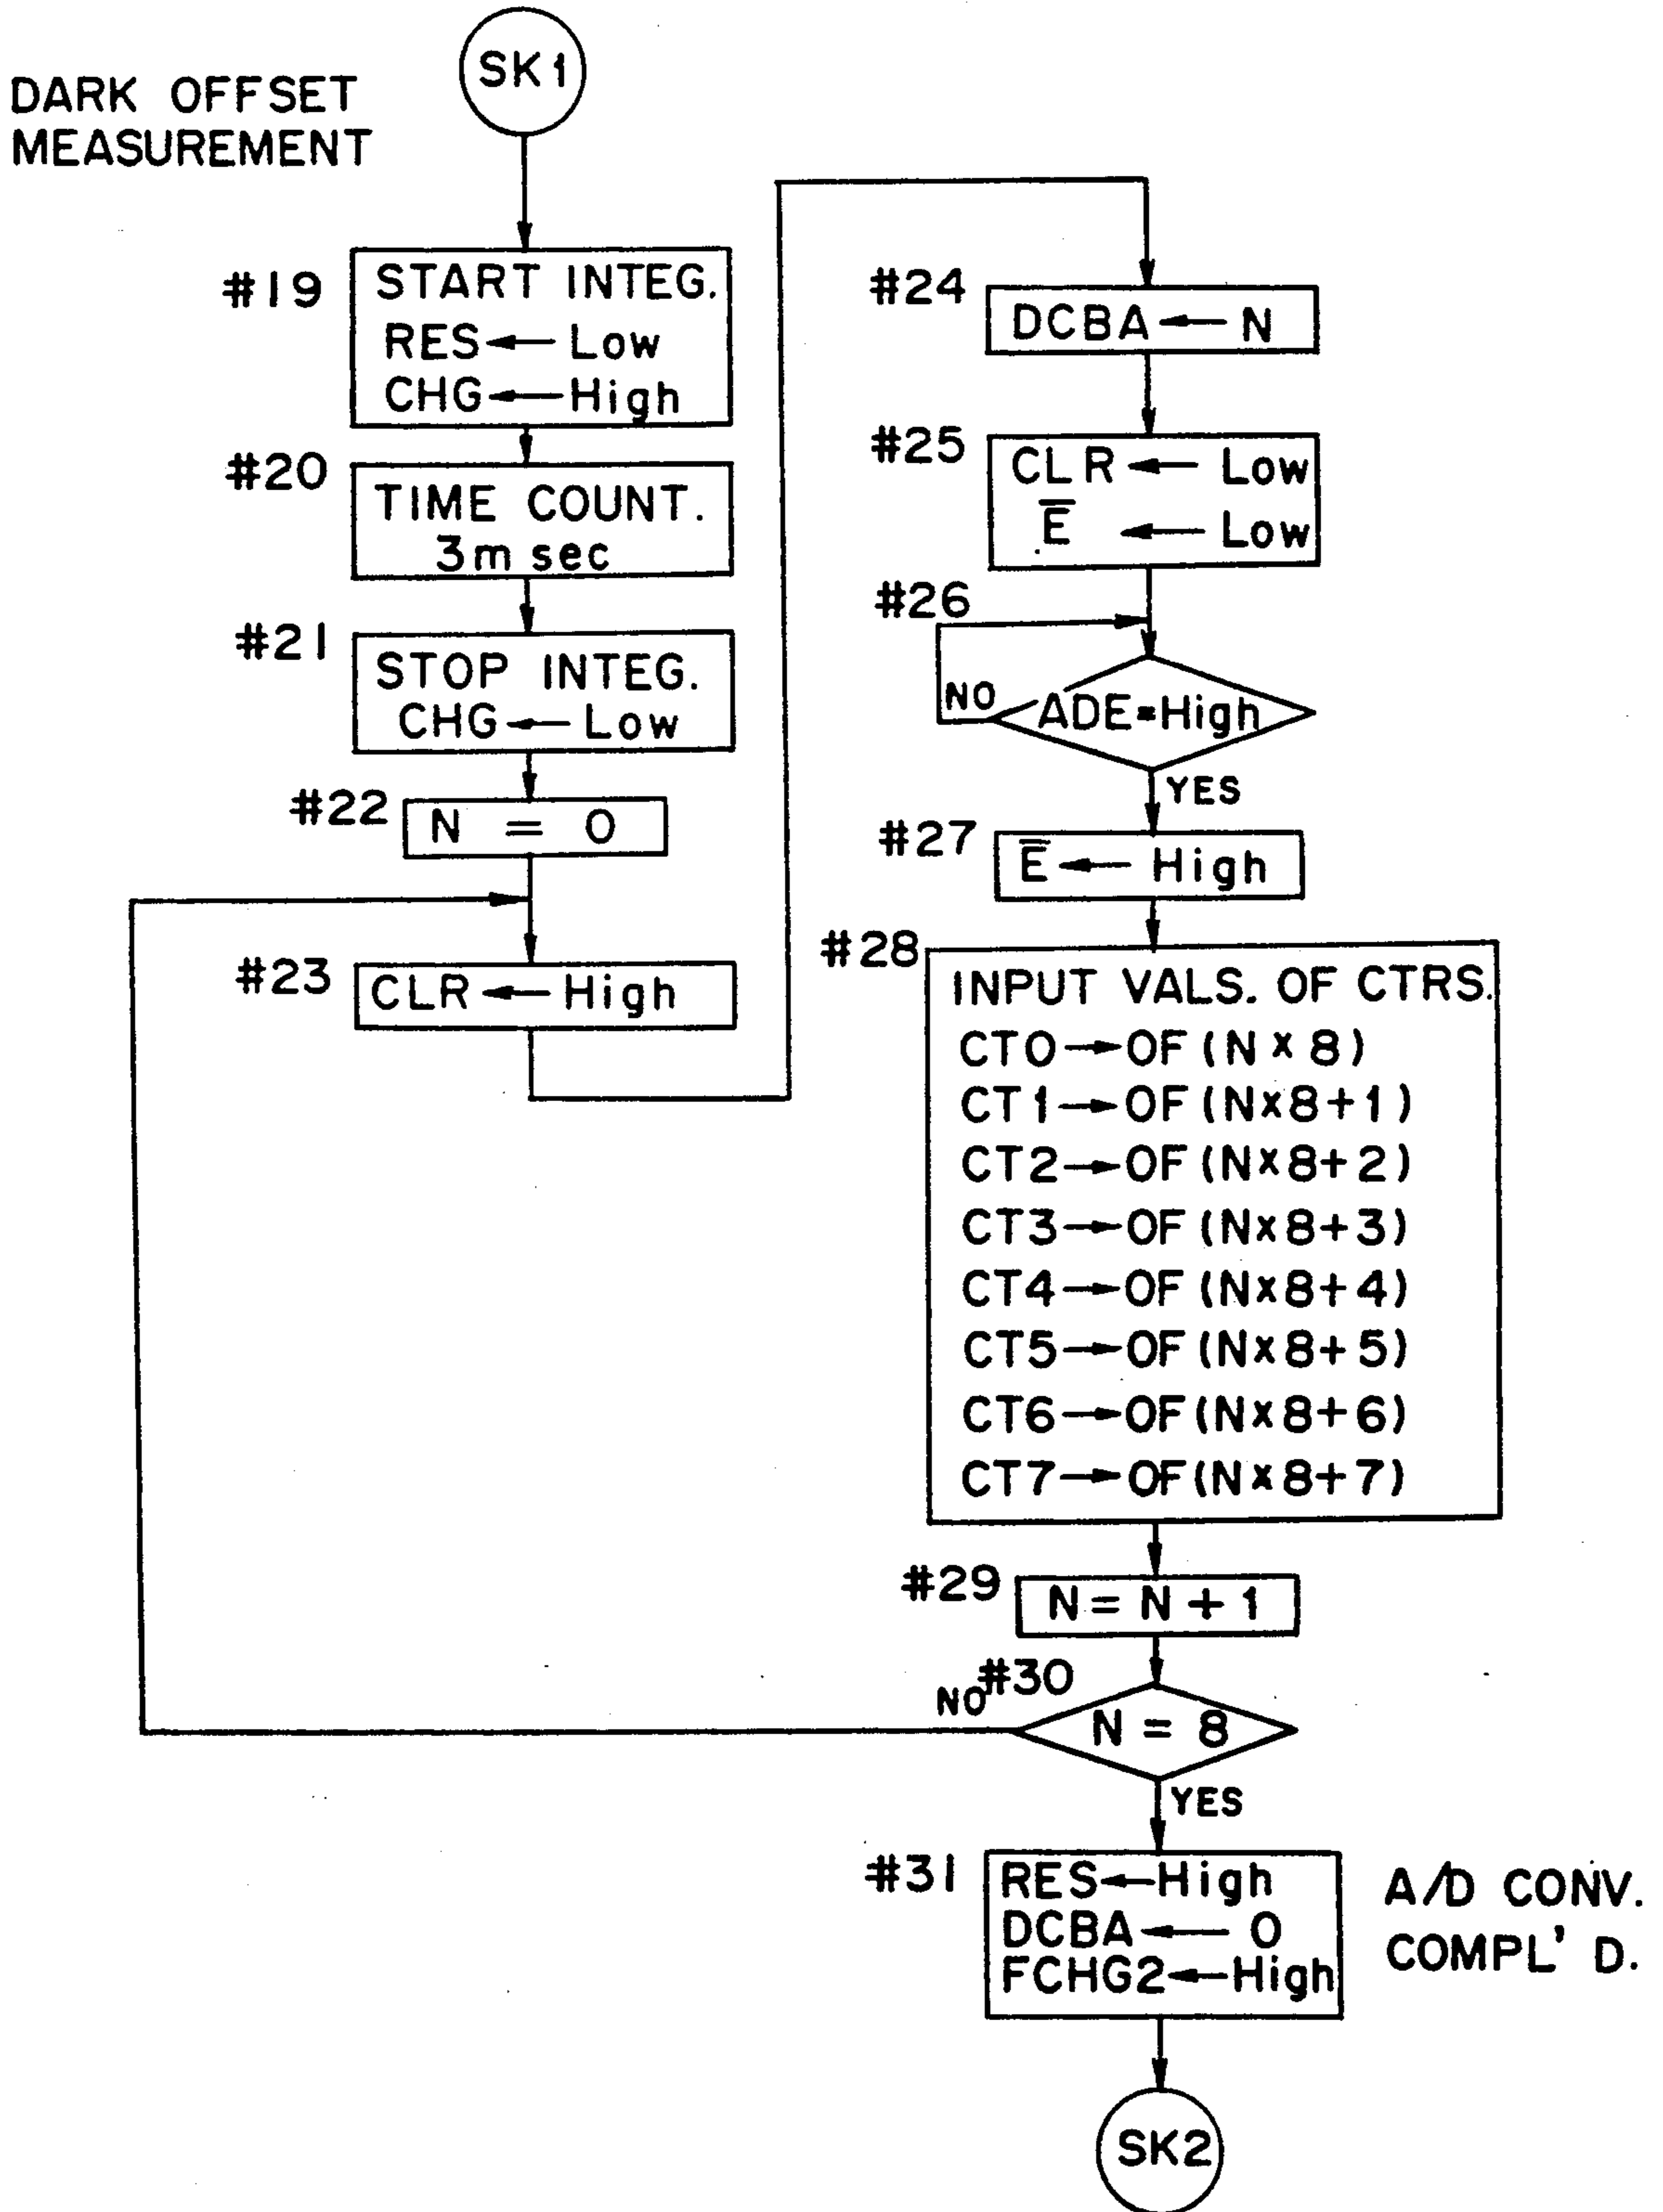 SK1
DARK OFFSET
MEASUREMENT
#19
START INTEG.
RES ← Low
CHG ← High
#20
TIME COUNT.
3m sec
#21
STOP INTEG.
CHG ← Low
#22
N = 0
#23
CLR ← High
#24
DCBA ← N
#25
CLR ← Low
E̅ ← Low
#26
ADE=High
NO
YES
#27
E̅ ← High
#28
INPUT VALS. OF CTRS.
CT0→OF(N×8)
CT1→OF(N×8+1)
CT2→OF(N×8+2)
CT3→OF(N×8+3)
CT4→OF(N×8+4)
CT5→OF(N×8+5)
CT6→OF(N×8+6)
CT7→OF(N×8+7)
#29
N = N + 1
#30
NO
N = 8
YES
#31
RES←High
DCBA ← 0
FCHG2←High
A/D CONV.
COMPL'D.
SK2